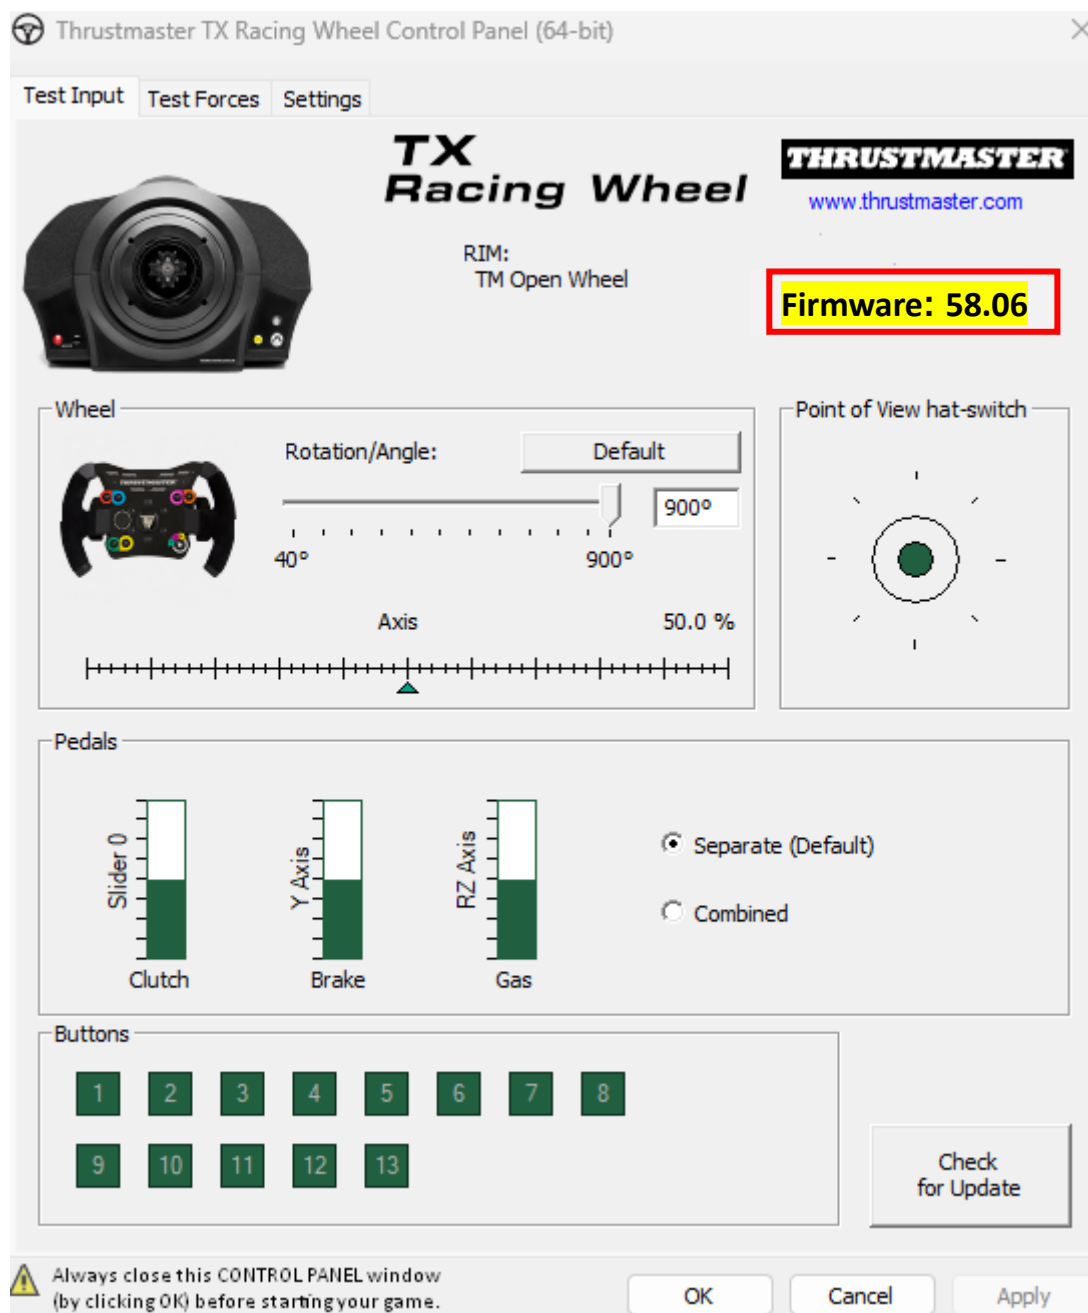 Thrustmaster TX Racing Wheel Control Panel (64-bit)
Test Input Test Forces Settings
TX
Racing Wheel
THRUSTMASTER
www.thrustmaster.com
RIM:
TM Open Wheel
Firmware: 58.06
Wheel
Rotation/Angle:
Default
900°
40°
900°
Axis
50.0 %
Point of View hat-switch
Pedals
Slider 0
Clutch
Y Axis
Brake
RZ Axis
Gas
Separate (Default)
Combined
Buttons
1 2 3 4 5 6 7 8
9 10 11 12 13
Check
for Update
Always close this CONTROL PANEL window
(by clicking OK) before starting your game.
OK
Cancel
Apply